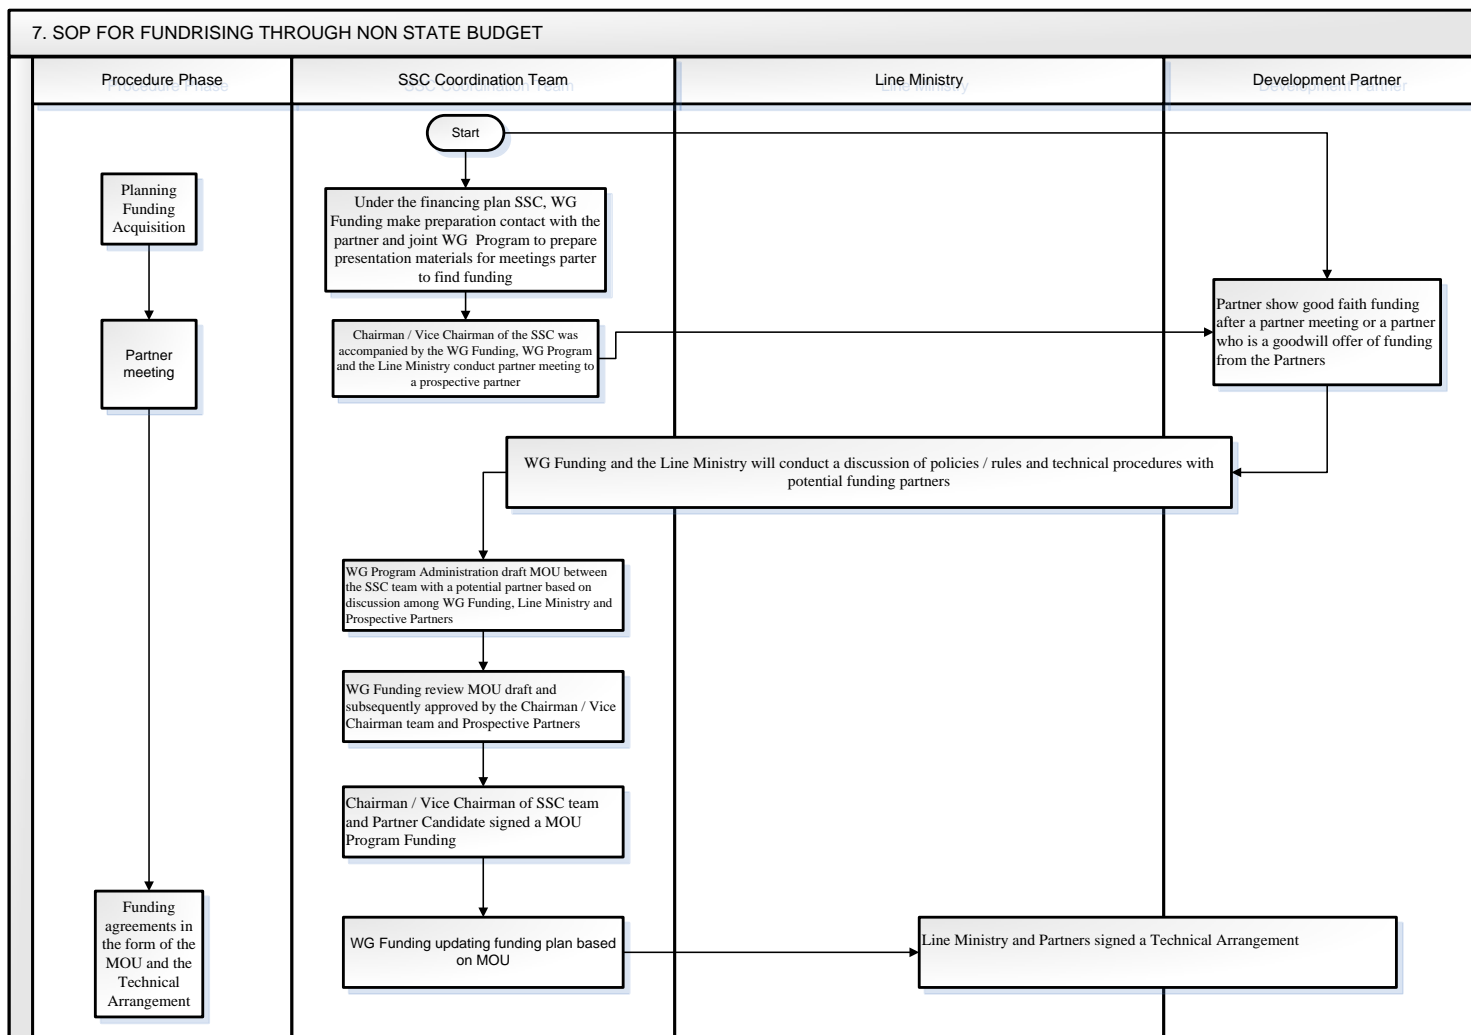 7. SOP FOR FUNDRISING THROUGH NON STATE BUDGET
Procedure Phase
SSC Coordination Team
Line Ministry
Development Partner
Start
Planning
Funding
Acquisition
Under the financing plan SSC, WG
Funding make preparation contact with the
partner and joint WG Program to prepare
presentation materials for meetings parter
to find funding
Partner
meeting
Chairman / Vice Chairman of the SSC was
accompanied by the WG Funding, WG Program
and the Line Ministry conduct partner meeting to
a prospective partner
Partner show good faith funding
after a partner meeting or a partner
who is a goodwill offer of funding
from the Partners
WG Funding and the Line Ministry will conduct a discussion of policies / rules and technical procedures with
potential funding partners
WG Program Administration draft MOU between
the SSC team with a potential partner based on
discussion among WG Funding, Line Ministry and
Prospective Partners
WG Funding review MOU draft and
subsequently approved by the Chairman / Vice
Chairman team and Prospective Partners
Chairman / Vice Chairman of SSC team
and Partner Candidate signed a MOU
Program Funding
Funding
agreements in
the form of the
MOU and the
Technical
Arrangement
WG Funding updating funding plan based
on MOU
Line Ministry and Partners signed a Technical Arrangement